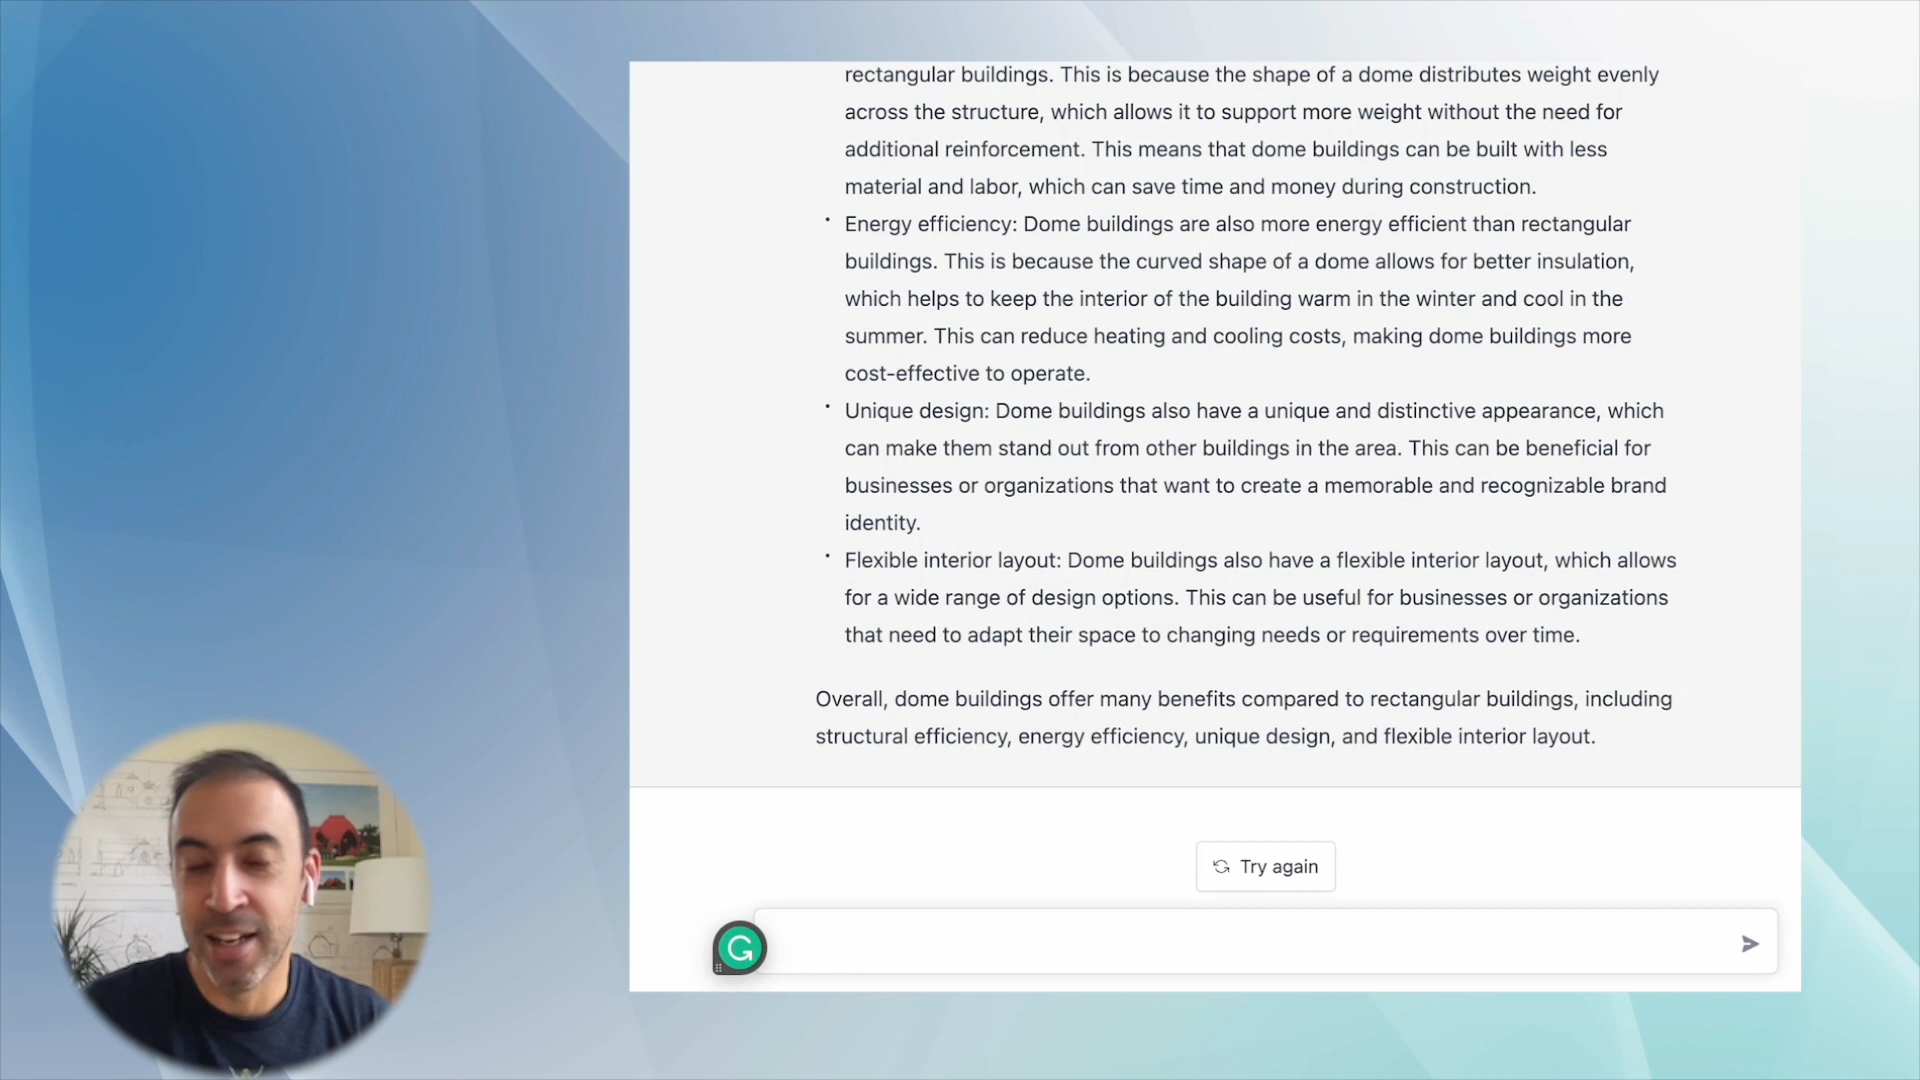 rectangular buildings. This is because the shape of a dome distributes weight evenly
across the structure, which allows it to support more weight without the need for
additional reinforcement. This means that dome buildings can be built with less
material and labor, which can save time and money during construction.
• Energy efficiency: Dome buildings are also more energy efficient than rectangular
buildings. This is because the curved shape of a dome allows for better insulation,
which helps to keep the interior of the building warm in the winter and cool in the
summer. This can reduce heating and cooling costs, making dome buildings more
cost-effective to operate.
• Unique design: Dome buildings also have a unique and distinctive appearance, which
can make them stand out from other buildings in the area. This can be beneficial for
businesses or organizations that want to create a memorable and recognizable brand
identity.
• Flexible interior layout: Dome buildings also have a flexible interior layout, which allows
for a wide range of design options. This can be useful for businesses or organizations
that need to adapt their space to changing needs or requirements over time.
Overall, dome buildings offer many benefits compared to rectangular buildings, including
structural efficiency, energy efficiency, unique design, and flexible interior layout.
Try again